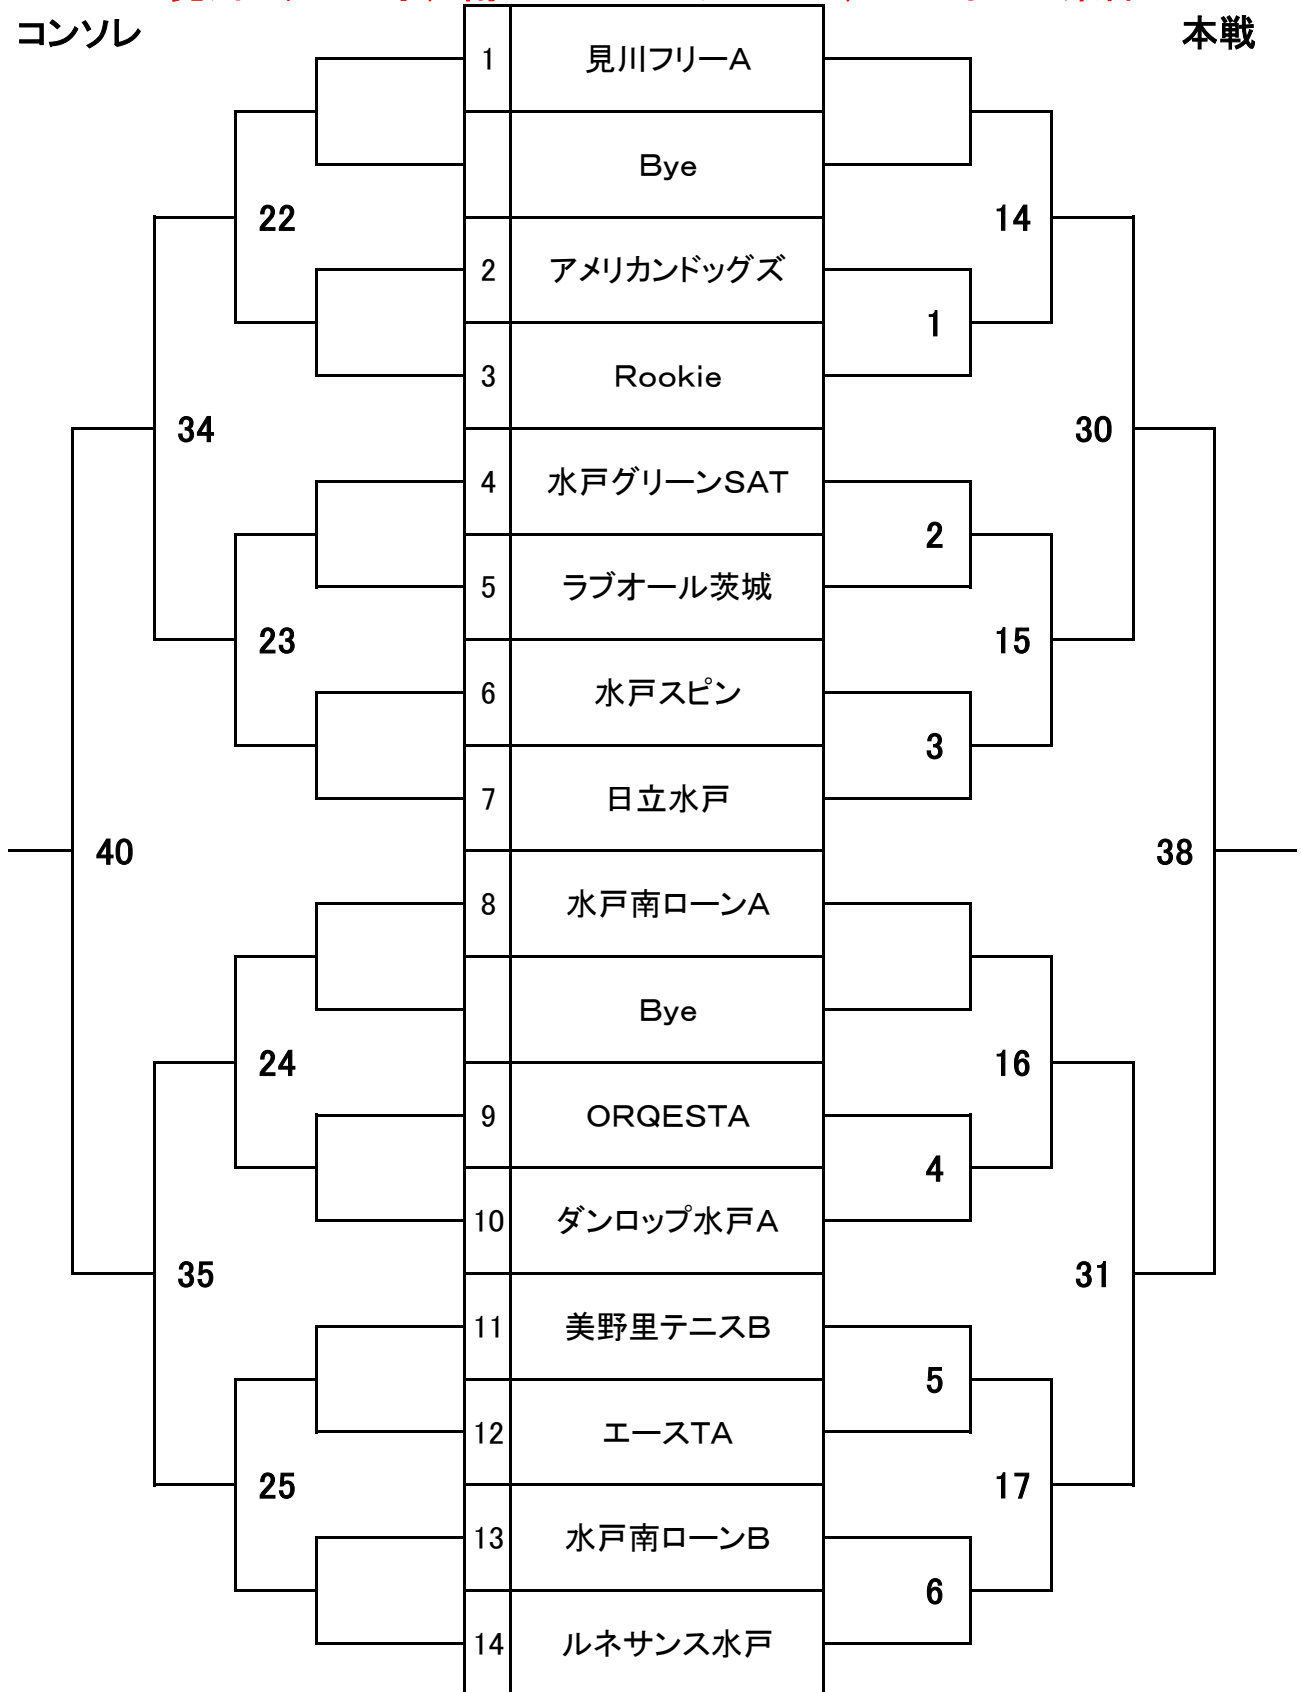 コンソレ
本戦
1 見川フリーA
Bye
22 14
2 アメリカンドッグズ
1
3 Rookie
34 30
4 水戸グリーンSAT
2
5 ラブオール茨城
23 15
6 水戸スピン
3
7 日立水戸
40 38
8 水戸南ローンA
Bye
24 16
9 ORQESTA
4
10 ダンロップ水戸A
35 31
11 美野里テニスB
5
12 エースTA
25 17
13 水戸南ローンB
6
14 ルネサンス水戸